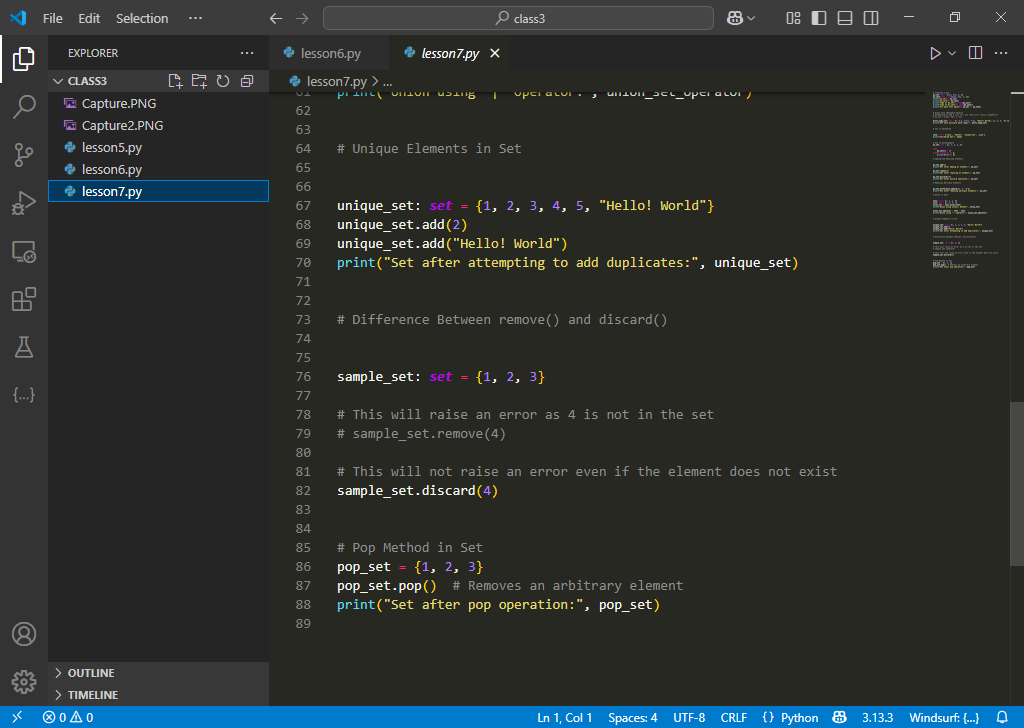 File Edit Selection ··· class3
EXPLORER ···
lesson6.py lesson7.py
CLASS3
lesson7.py > ...
Capture.PNG
Capture2.PNG
lesson5.py
lesson6.py
lesson7.py
OUTLINE
TIMELINE
61 print("Union using '|' operator:", union_set_operator)
62
63
64 # Unique Elements in Set
65
66
67 unique_set: set = {1, 2, 3, 4, 5, "Hello! World"}
68 unique_set.add(2)
69 unique_set.add("Hello! World")
70 print("Set after attempting to add duplicates:", unique_set)
71
72
73 # Difference Between remove() and discard()
74
75
76 sample_set: set = {1, 2, 3}
77
78 # This will raise an error as 4 is not in the set
79 # sample_set.remove(4)
80
81 # This will not raise an error even if the element does not exist
82 sample_set.discard(4)
83
84
85 # Pop Method in Set
86 pop_set = {1, 2, 3}
87 pop_set.pop()  # Removes an arbitrary element
88 print("Set after pop operation:", pop_set)
89
0 0 Ln 1, Col 1 Spaces: 4 UTF-8 CRLF {} Python 3.13.3 Windsurf: {...}